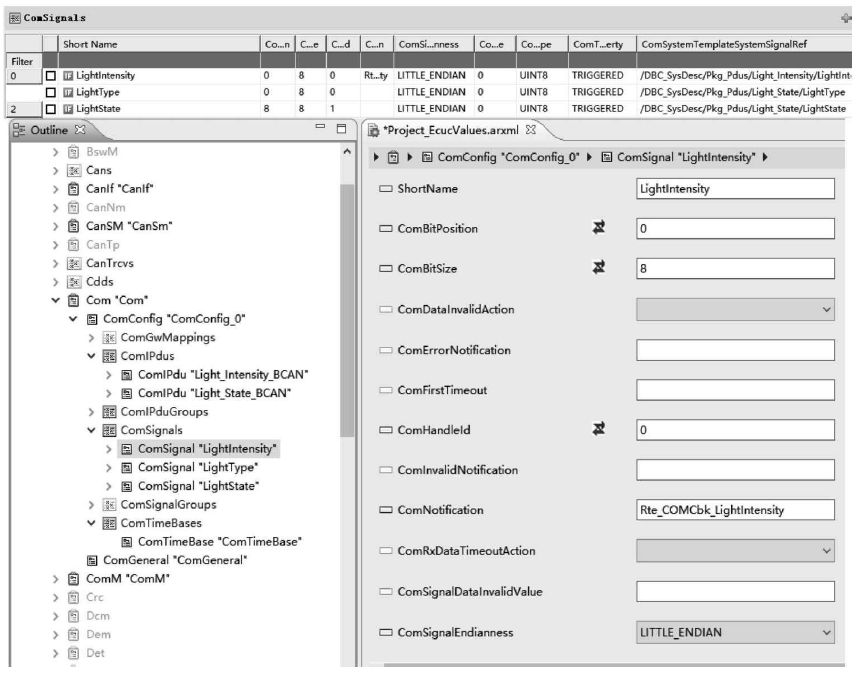 ComSignals
Short Name Co...n C...e C...d C...n ComSi...nness Co...e Co...pe ComT...erty ComSystemTemplateSystemSignalRef
Filter
0 LightIntensity 0 8 0 Rt...ty LITTLE_ENDIAN 0 UINT8 TRIGGERED /DBC_SysDesc/Pkg_Pdus/Light_Intensity/LightInt
LightType 0 8 0 LITTLE_ENDIAN 0 UINT8 TRIGGERED /DBC_SysDesc/Pkg_Pdus/Light_State/LightType
2 LightState 8 8 1 LITTLE_ENDIAN 0 UINT8 TRIGGERED /DBC_SysDesc/Pkg_Pdus/Light_State/LightState
Outline
BswM
Cans
CanIf "CanIf"
CanNm
CanSM "CanSm"
CanTp
CanTrcvs
Cdds
Com "Com"
ComConfig "ComConfig_0"
ComGwMappings
ComIPdus
ComIPdu "Light_Intensity_BCAN"
ComIPdu "Light_State_BCAN"
ComIPduGroups
ComSignals
ComSignal "LightIntensity"
ComSignal "LightType"
ComSignal "LightState"
ComSignalGroups
ComTimeBases
ComTimeBase "ComTimeBase"
ComGeneral "ComGeneral"
ComM "ComM"
Crc
Dcm
Dem
Det
*Project_EcucValues.arxml
ComConfig "ComConfig_0" ComSignal "LightIntensity"
ShortName LightIntensity
ComBitPosition 0
ComBitSize 8
ComDataInvalidAction
ComErrorNotification
ComFirstTimeout
ComHandleId 0
ComInvalidNotification
ComNotification Rte_COMCbk_LightIntensity
ComRxDataTimeoutAction
ComSignalDataInvalidValue
ComSignalEndianness LITTLE_ENDIAN